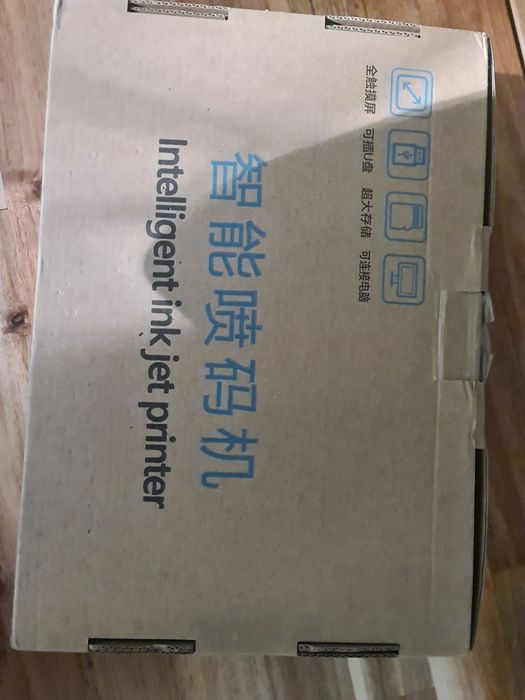 全触摸屏 可插U盘 超大存储 可连接电脑
智能喷码机
Intelligent ink jet printer